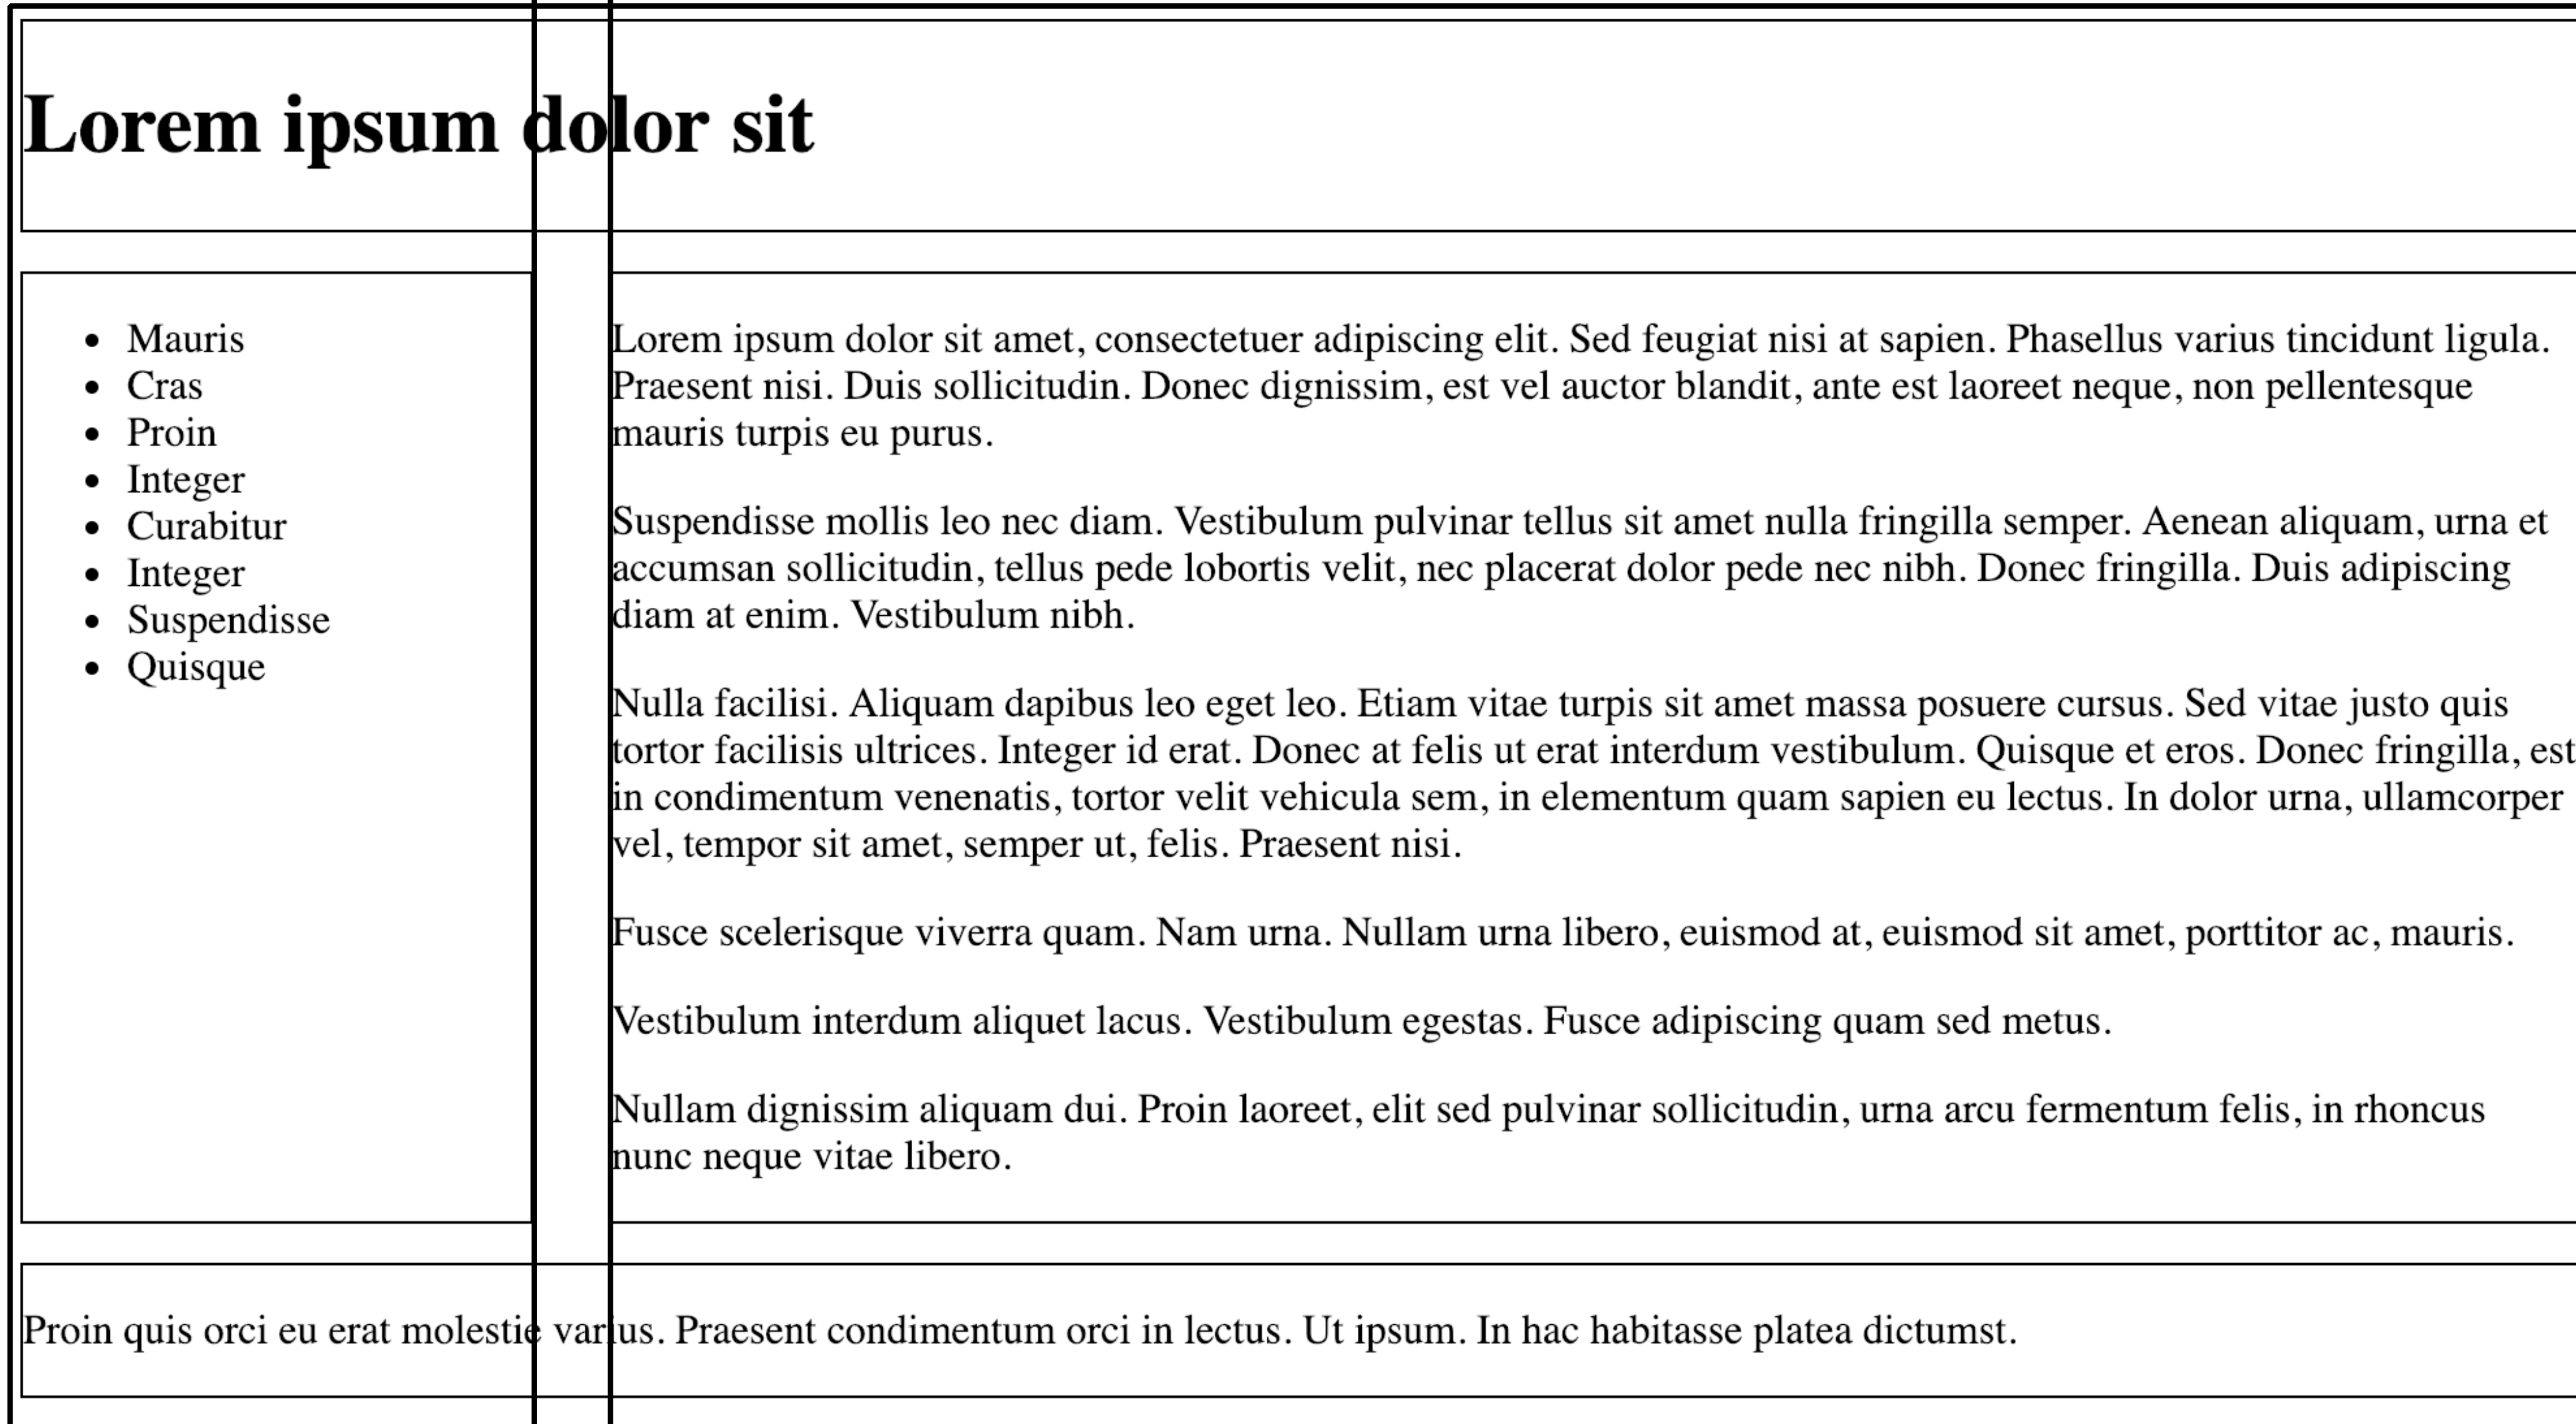 Lorem ipsum dolor sit
Mauris
Cras
Proin
Integer
Curabitur
Integer
Suspendisse
Quisque
Lorem ipsum dolor sit amet, consectetuer adipiscing elit. Sed feugiat nisi at sapien. Phasellus varius tincidunt ligula.
Praesent nisi. Duis sollicitudin. Donec dignissim, est vel auctor blandit, ante est laoreet neque, non pellentesque
mauris turpis eu purus.
Suspendisse mollis leo nec diam. Vestibulum pulvinar tellus sit amet nulla fringilla semper. Aenean aliquam, urna et
accumsan sollicitudin, tellus pede lobortis velit, nec placerat dolor pede nec nibh. Donec fringilla. Duis adipiscing
diam at enim. Vestibulum nibh.
Nulla facilisi. Aliquam dapibus leo eget leo. Etiam vitae turpis sit amet massa posuere cursus. Sed vitae justo quis
tortor facilisis ultrices. Integer id erat. Donec at felis ut erat interdum vestibulum. Quisque et eros. Donec fringilla, est
in condimentum venenatis, tortor velit vehicula sem, in elementum quam sapien eu lectus. In dolor urna, ullamcorper
vel, tempor sit amet, semper ut, felis. Praesent nisi.
Fusce scelerisque viverra quam. Nam urna. Nullam urna libero, euismod at, euismod sit amet, porttitor ac, mauris.
Vestibulum interdum aliquet lacus. Vestibulum egestas. Fusce adipiscing quam sed metus.
Nullam dignissim aliquam dui. Proin laoreet, elit sed pulvinar sollicitudin, urna arcu fermentum felis, in rhoncus
nunc neque vitae libero.
Proin quis orci eu erat molestie varius. Praesent condimentum orci in lectus. Ut ipsum. In hac habitasse platea dictumst.